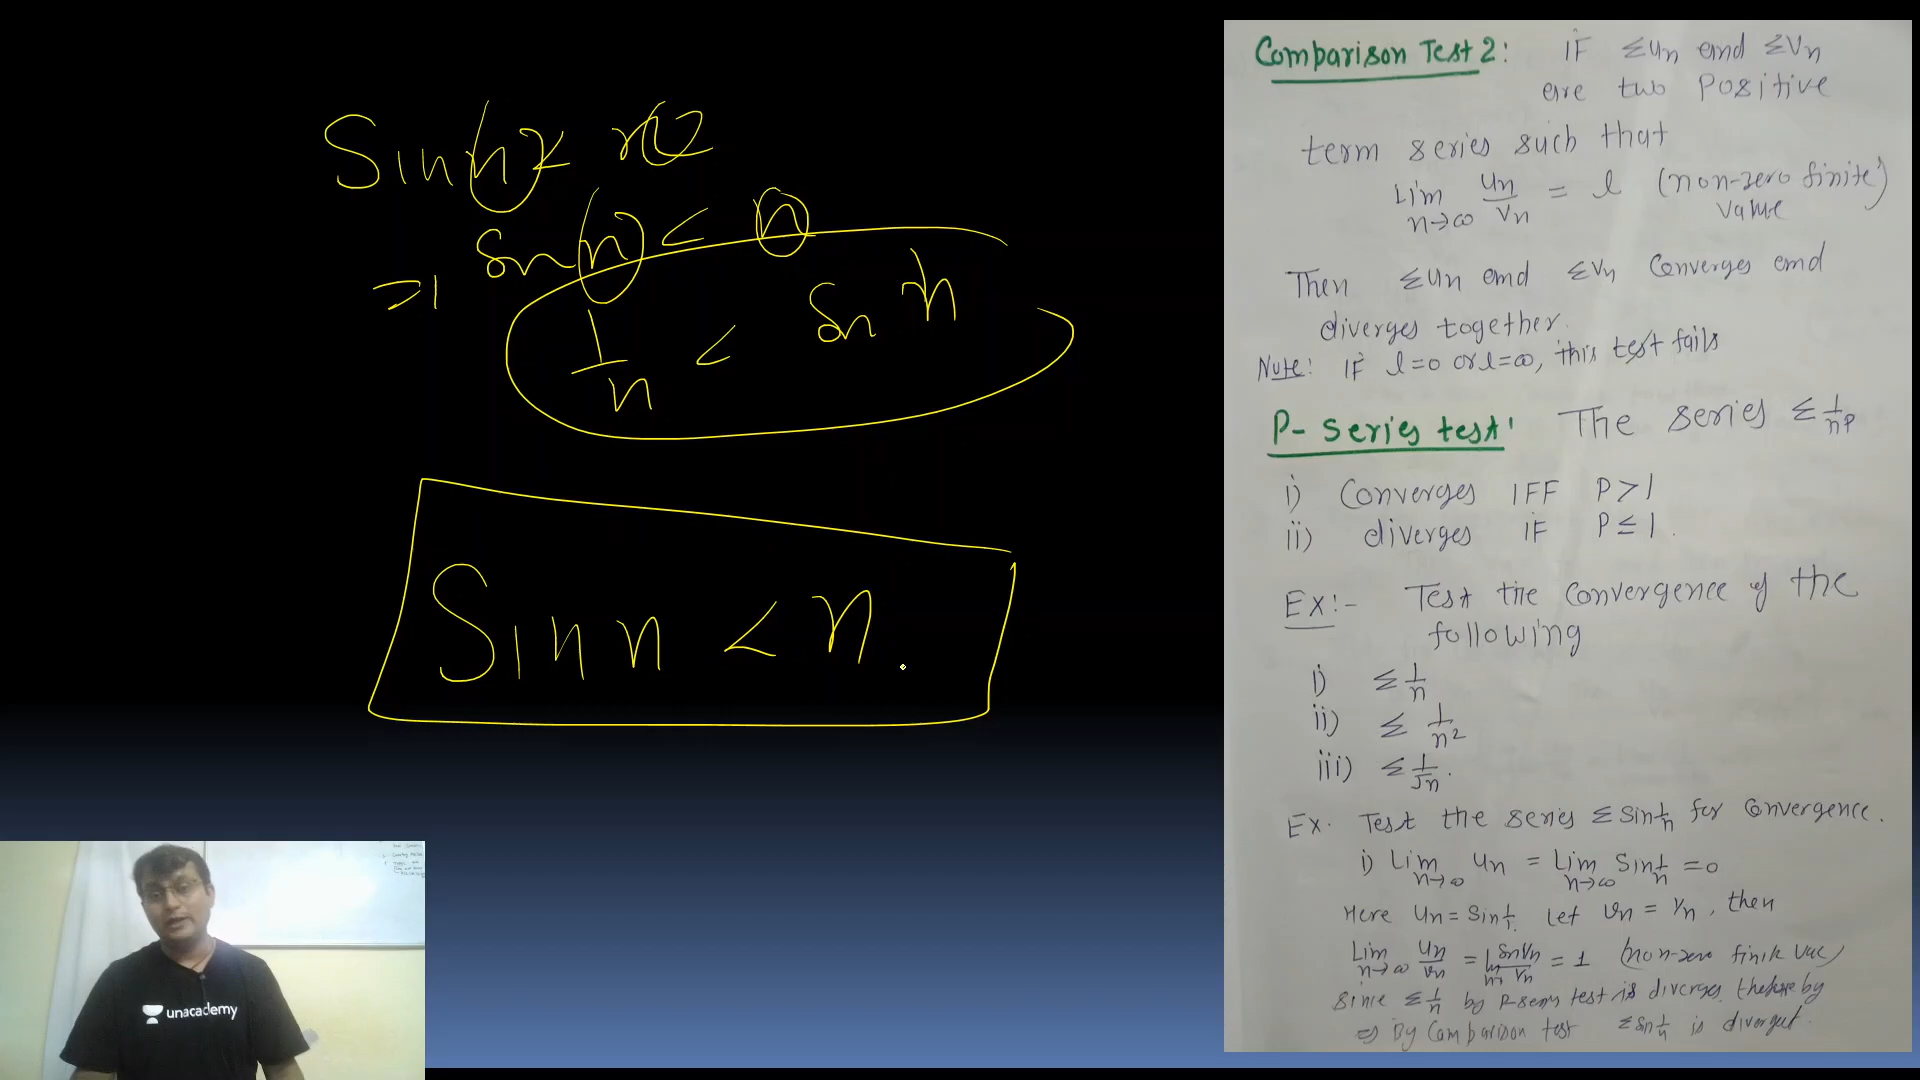 Sin n < n
Sin n < n
=>1
1/n < Sin n
Sin n < n.
unacademy
Comparison Test 2: IF Σun and Σvn
are two Positive
term series such that
Lim n→∞ un/vn = l (non-zero finite value)
Then Σun and Σvn Converges and
diverges together.
Note: IF l=0 or l=∞, this test fails
P- series test: The series Σ 1/n^p
i) Converges IFF P>1
ii) diverges IF P≤1.
EX:- Test the Convergence of the
following
i) Σ 1/n
ii) Σ 1/n²
iii) Σ 1/√n.
EX. Test the series Σ Sin 1/n for Convergence.
i) Lim n→∞ un = Lim n→∞ Sin 1/n = 0
Here un = Sin 1/n. Let vn = 1/n, then
Lim n→∞ un/vn = Lim Sin 1/n / 1/n = 1 (non-zero finite val)
Since Σ 1/n by P-series test is diverges, by
=> By Comparison test Σ Sin 1/n is divergent.